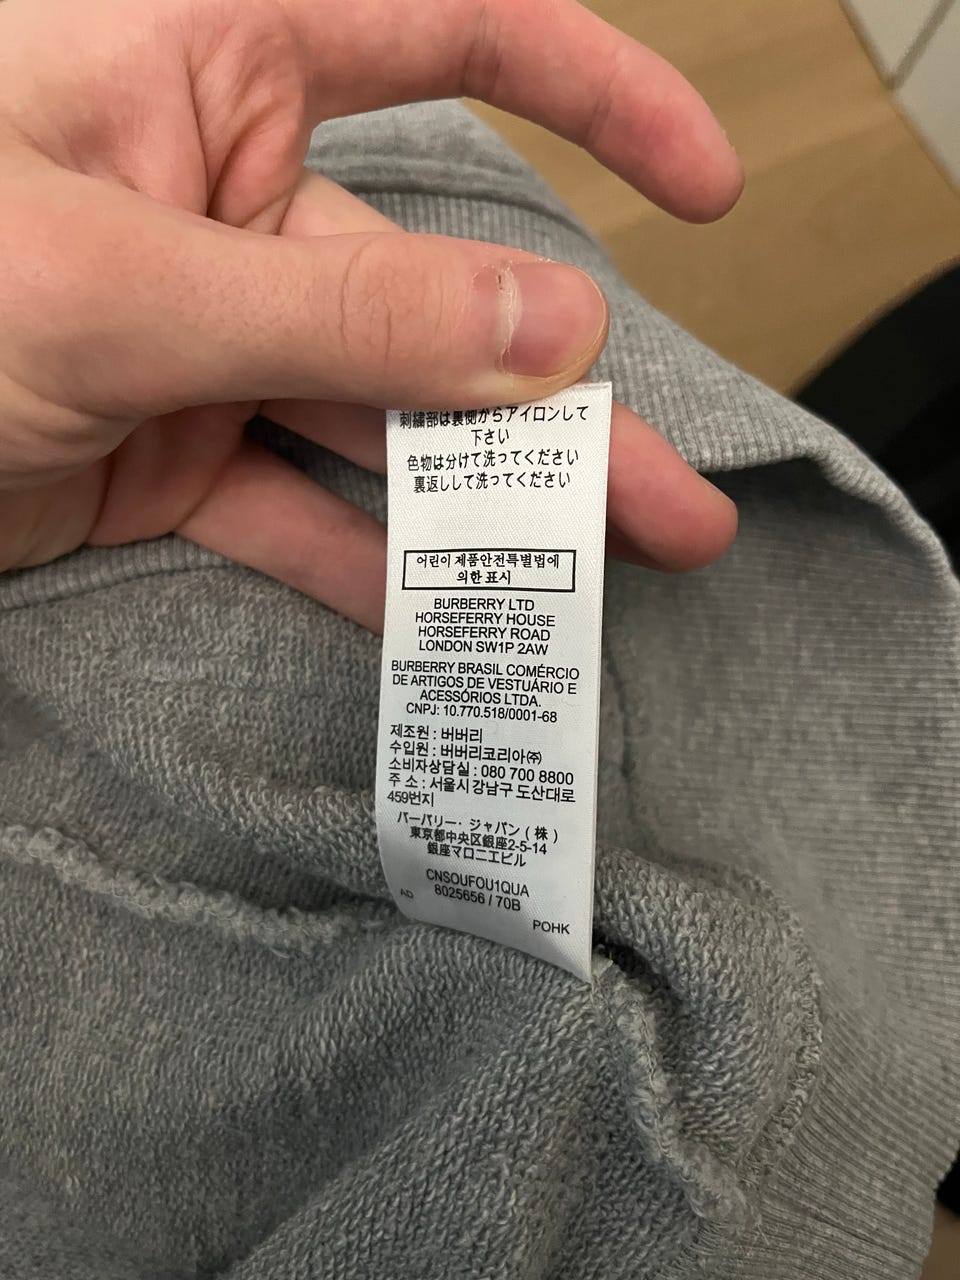 刺繍部は裏側からアイロンして
下さい
色物は分けて洗ってください
裏返しして洗ってください
어린이 제품안전특별법에
의한 표시
BURBERRY LTD
HORSEFERRY HOUSE
HORSEFERRY ROAD
LONDON SW1P 2AW
BURBERRY BRASIL COMÉRCIO
DE ARTIGOS DE VESTUÁRIO E
ACESSÓRIOS LTDA.
CNPJ: 10.770.518/0001-68
제조원 : 버버리
수입원 : 버버리코리아㈜
소비자상담실 : 080 700 8800
주 소 : 서울시 강남구 도산대로
459번지
バーバリー・ジャパン (株)
東京都中央区銀座2-5-14
銀座マロニエビル
CNSOUFOU1QUA
8025656 / 70B
AD
POHK